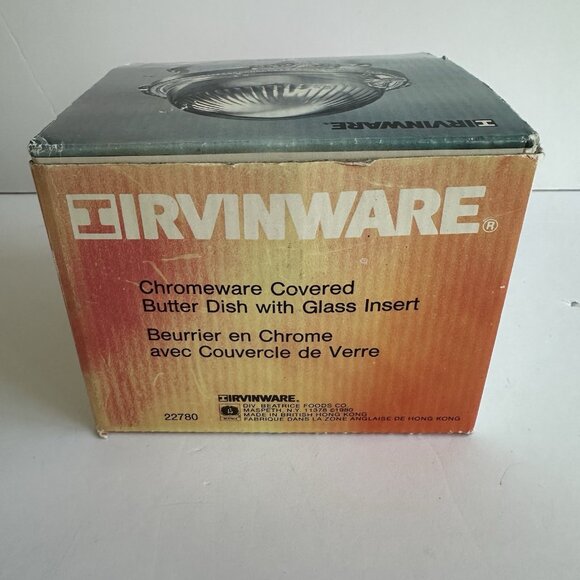 IRVINWARE.
IRVINWARE®
Chromeware Covered
Butter Dish with Glass Insert
Beurrier en Chrome
avec Couvercle de Verre
22780
IRVINWARE®
DIV. BEATRICE FOODS CO.
MASPETH, N.Y. 11378 ©1980
MADE IN BRITISH HONG KONG
FABRIQUE DANS LA ZONE ANGLAISE DE HONG KONG